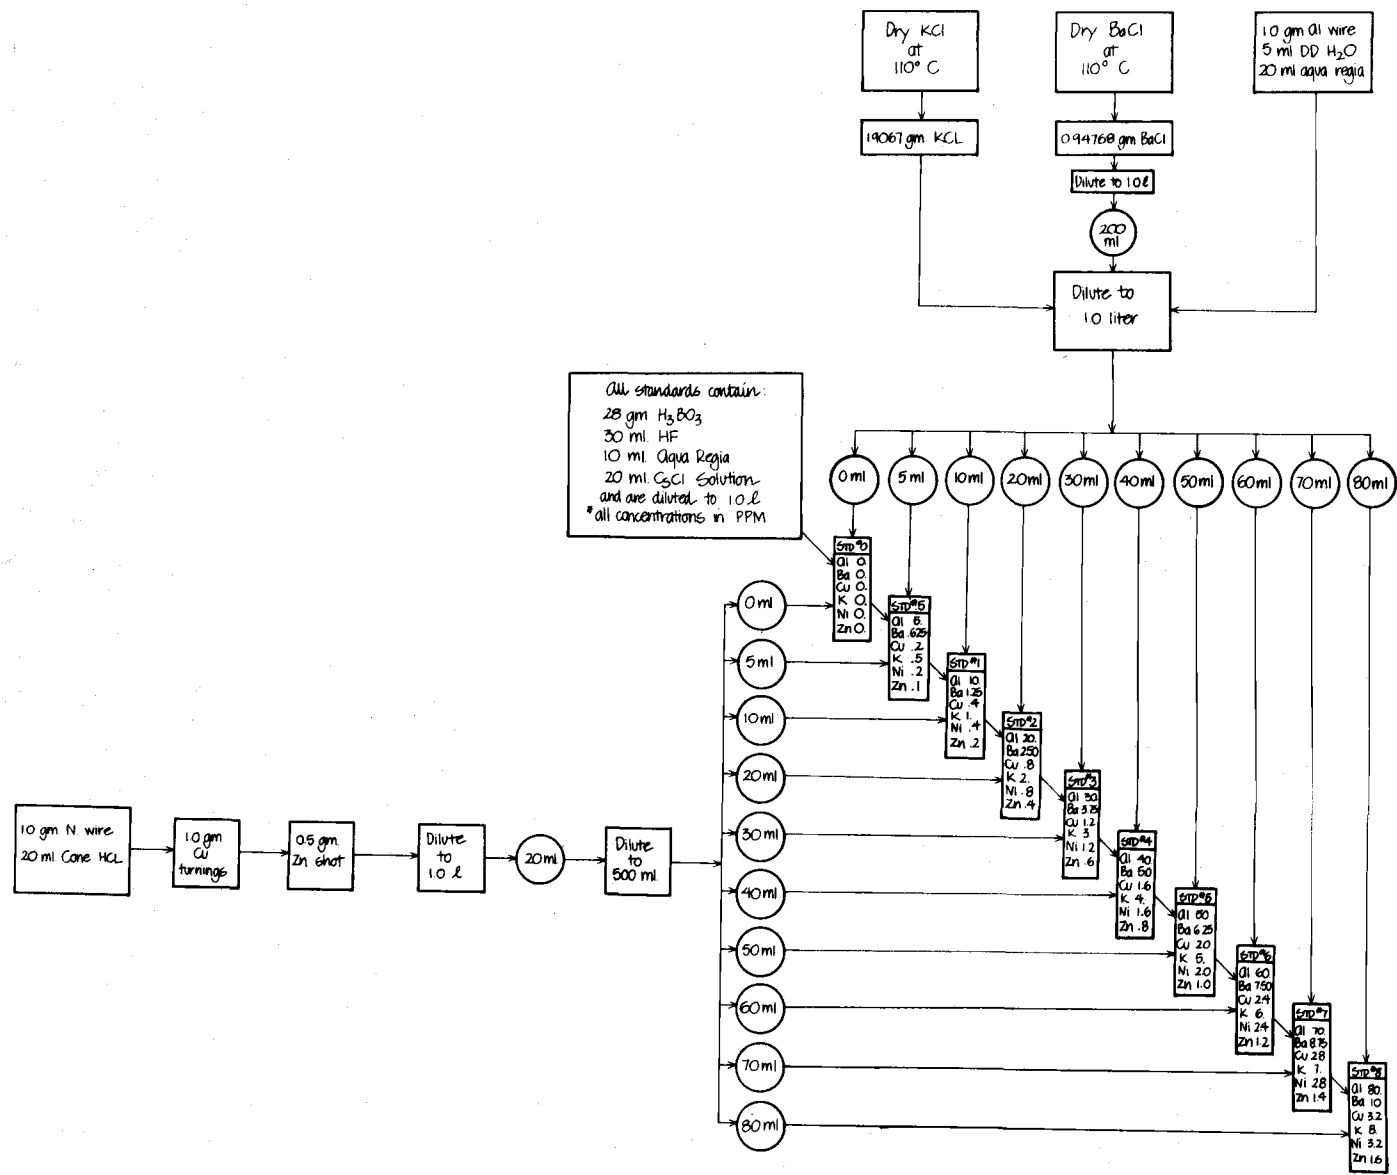 Dry KCl
at
110° C
Dry BaCl
at
110° C
1.0 gm Al wire
5 ml DD H₂O
20 ml aqua regia
1.9067 gm. KCL
0.94768 gm BaCl
Dilute to 1.0 l
200
ml
Dilute to
1.0 liter
All standards contain:
28 gm H₃BO₃
30 ml. HF
10 ml. Aqua Regia
20 ml. CsCl Solution
and are diluted to 1.0 l
*all concentrations in PPM
0 ml
5 ml
10 ml
20 ml
30 ml
40 ml
50 ml
60 ml
70 ml
80 ml
STD #0
Al 0.
Ba 0.
Cu 0.
K 0.
Ni 0.
Zn 0.
STD #.5
Al 5.
Ba .625
Cu .2
K .5
Ni .2
Zn .1
STD #1
Al 10.
Ba 1.25
Cu .4
K 1.
Ni .4
Zn .2
STD #2
Al 20.
Ba 2.50
Cu .8
K 2.
Ni .8
Zn .4
STD #3
Al 30.
Ba 3.75
Cu 1.2
K 3
Ni 1.2
Zn .6
STD #4
Al 40.
Ba 5.0
Cu 1.6
K 4.
Ni 1.6
Zn .8
STD #5
Al 50
Ba 6.25
Cu 2.0
K 5.
Ni 2.0
Zn 1.0
STD #6
Al 60.
Ba 7.50
Cu 2.4
K 6.
Ni 2.4
Zn 1.2
STD #7
Al 70.
Ba 8.75
Cu 2.8
K 7.
Ni 2.8
Zn 1.4
STD #8
Al 80.
Ba 10
Cu 3.2
K 8.
Ni 3.2
Zn 1.6
0 ml
5 ml
10 ml
20 ml
30 ml
40 ml
50 ml
60 ml
70 ml
80 ml
1.0 gm N. wire
20 ml. Conc HCL
1.0 gm
Cu
turnings
0.5 gm.
Zn shot
Dilute
to
1.0 l
20 ml
Dilute
to
500 ml